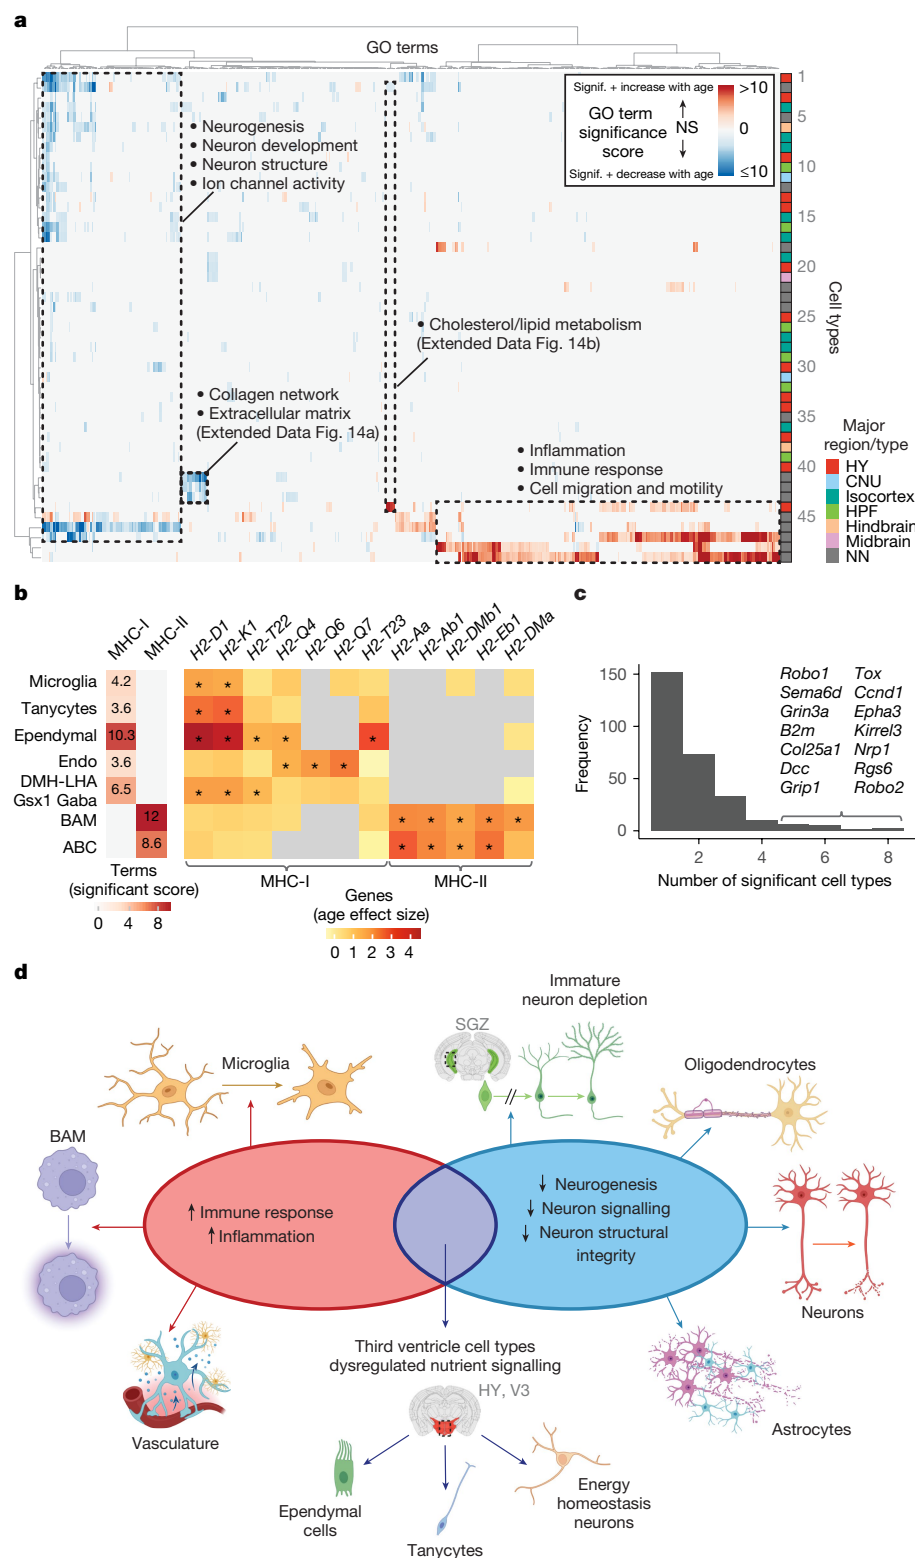 a
GO terms
Signif. + increase with age
>10
GO term
significance
score
NS
0
Signif. + decrease with age
≤10
1
5
10
15
20
25
30
35
40
45
Cell types
• Neurogenesis
• Neuron development
• Neuron structure
• Ion channel activity
• Cholesterol/lipid metabolism
(Extended Data Fig. 14b)
• Collagen network
• Extracellular matrix
(Extended Data Fig. 14a)
• Inflammation
• Immune response
• Cell migration and motility
Major
region/type
HY
CNU
Isocortex
HPF
Hindbrain
Midbrain
NN
b
MHC-I
MHC-II
H2-D1
H2-K1
H2-T22
H2-Q4
H2-Q6
H2-Q7
H2-T23
H2-Aa
H2-Ab1
H2-DMb1
H2-Eb1
H2-DMa
Microglia 4.2 * *
Tanycytes 3.6 * *
Ependymal 10.3 * * * * *
Endo 3.6 * * *
DMH-LHA
Gsx1 Gaba 6.5 * * *
BAM 12 * * * * *
ABC 8.6 * * * *
Terms
(significant score)
0 4 8
MHC-I
MHC-II
Genes
(age effect size)
0 1 2 3 4
c
Frequency
150
100
50
0
2 4 6 8
Number of significant cell types
Robo1 Tox
Sema6d Ccnd1
Grin3a Epha3
B2m Kirrel3
Col25a1 Nrp1
Dcc Rgs6
Grip1 Robo2
d
Immature
neuron depletion
SGZ
Microglia
Oligodendrocytes
BAM
↑ Immune response
↑ Inflammation
↓ Neurogenesis
↓ Neuron signalling
↓ Neuron structural
integrity
Neurons
Third ventricle cell types
dysregulated nutrient signalling
HY, V3
Vasculature
Astrocytes
Ependymal
cells
Tanycytes
Energy
homeostasis
neurons